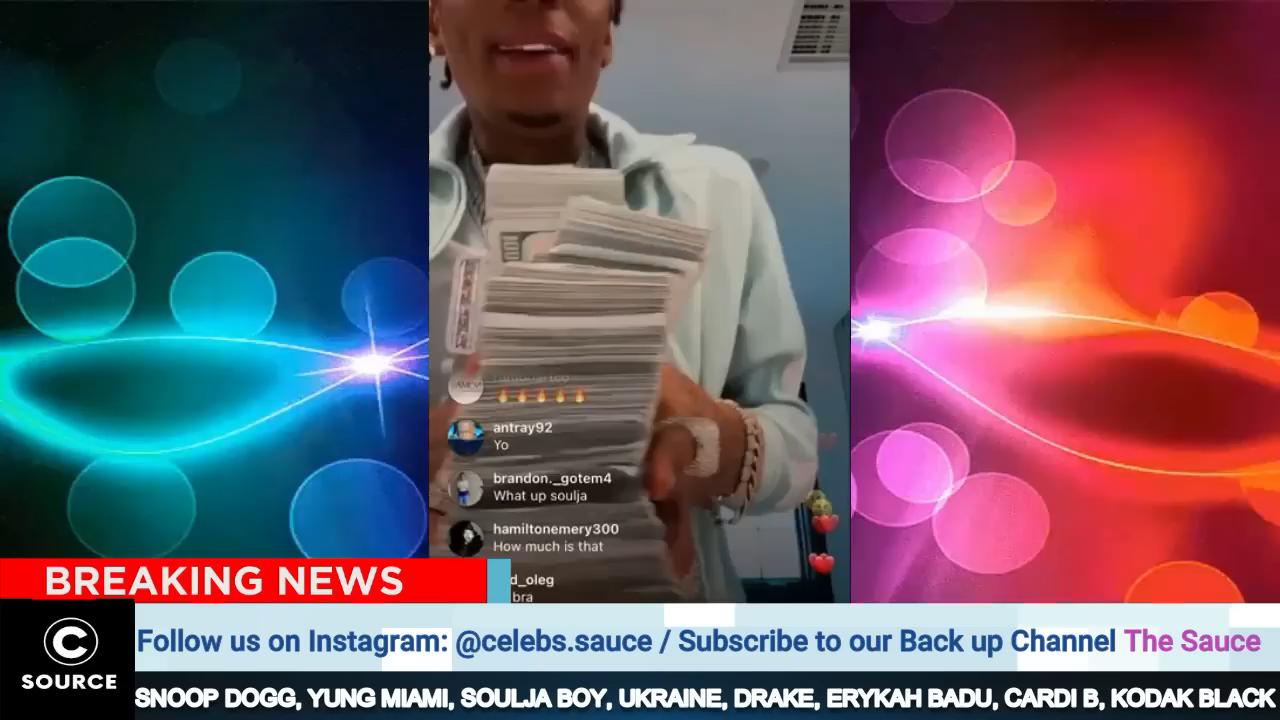 antray92
Yo
brandon._gotem4
What up soulja
hamiltonemery300
How much is that
d_oleg
bra
BREAKING NEWS
C
SOURCE
Follow us on Instagram: @celebs.sauce / Subscribe to our Back up Channel The Sauce
SNOOP DOGG, YUNG MIAMI, SOULJA BOY, UKRAINE, DRAKE, ERYKAH BADU, CARDI B, KODAK BLACK